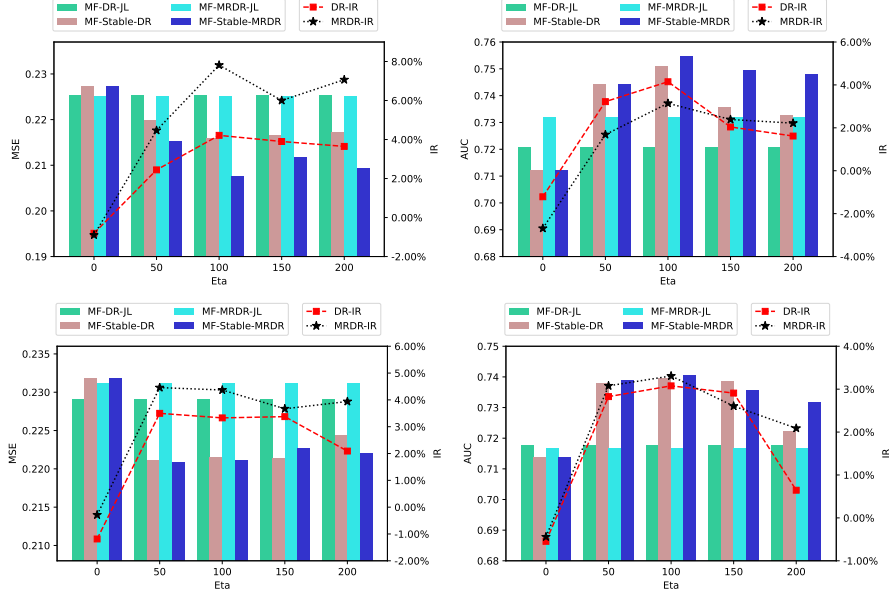 MF-DR-JL MF-MRDR-JL DR-IR
MF-Stable-DR MF-Stable-MRDR MRDR-IR
0.23
0.22
0.21
0.20
0.19
MSE
8.00%
6.00%
4.00%
2.00%
0.00%
-2.00%
IR
0 50 100 150 200
Eta
MF-DR-JL MF-MRDR-JL DR-IR
MF-Stable-DR MF-Stable-MRDR MRDR-IR
0.76
0.75
0.74
0.73
0.72
0.71
0.70
0.69
0.68
AUC
6.00%
4.00%
2.00%
0.00%
-2.00%
-4.00%
IR
0 50 100 150 200
Eta
MF-DR-JL MF-MRDR-JL DR-IR
MF-Stable-DR MF-Stable-MRDR MRDR-IR
0.235
0.230
0.225
0.220
0.215
0.210
MSE
6.00%
5.00%
4.00%
3.00%
2.00%
1.00%
0.00%
-1.00%
-2.00%
IR
0 50 100 150 200
Eta
MF-DR-JL MF-MRDR-JL DR-IR
MF-Stable-DR MF-Stable-MRDR MRDR-IR
0.75
0.74
0.73
0.72
0.71
0.70
0.69
0.68
AUC
4.00%
3.00%
2.00%
1.00%
0.00%
-1.00%
IR
0 50 100 150 200
Eta